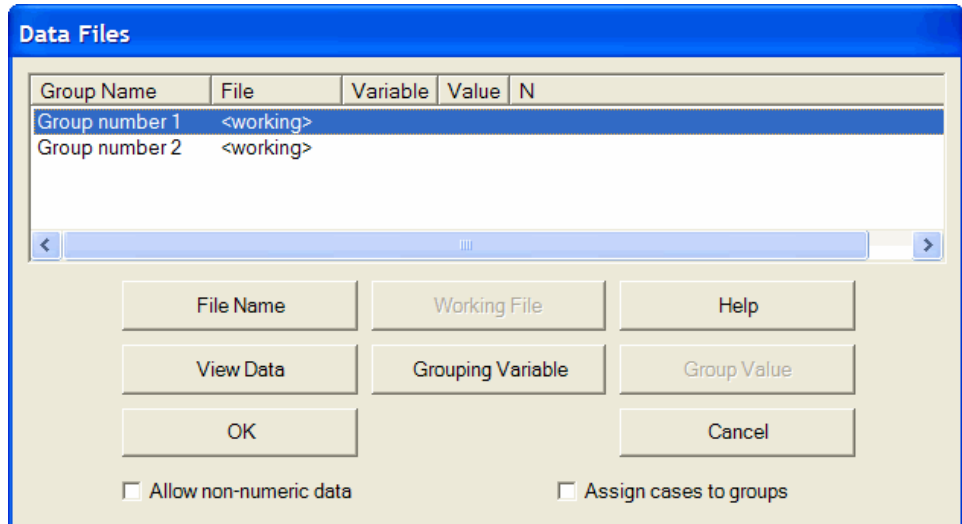 Data Files
Group Name File Variable Value N
Group number 1 <working>
Group number 2 <working>
File Name Working File Help
View Data Grouping Variable Group Value
OK Cancel
Allow non-numeric data Assign cases to groups